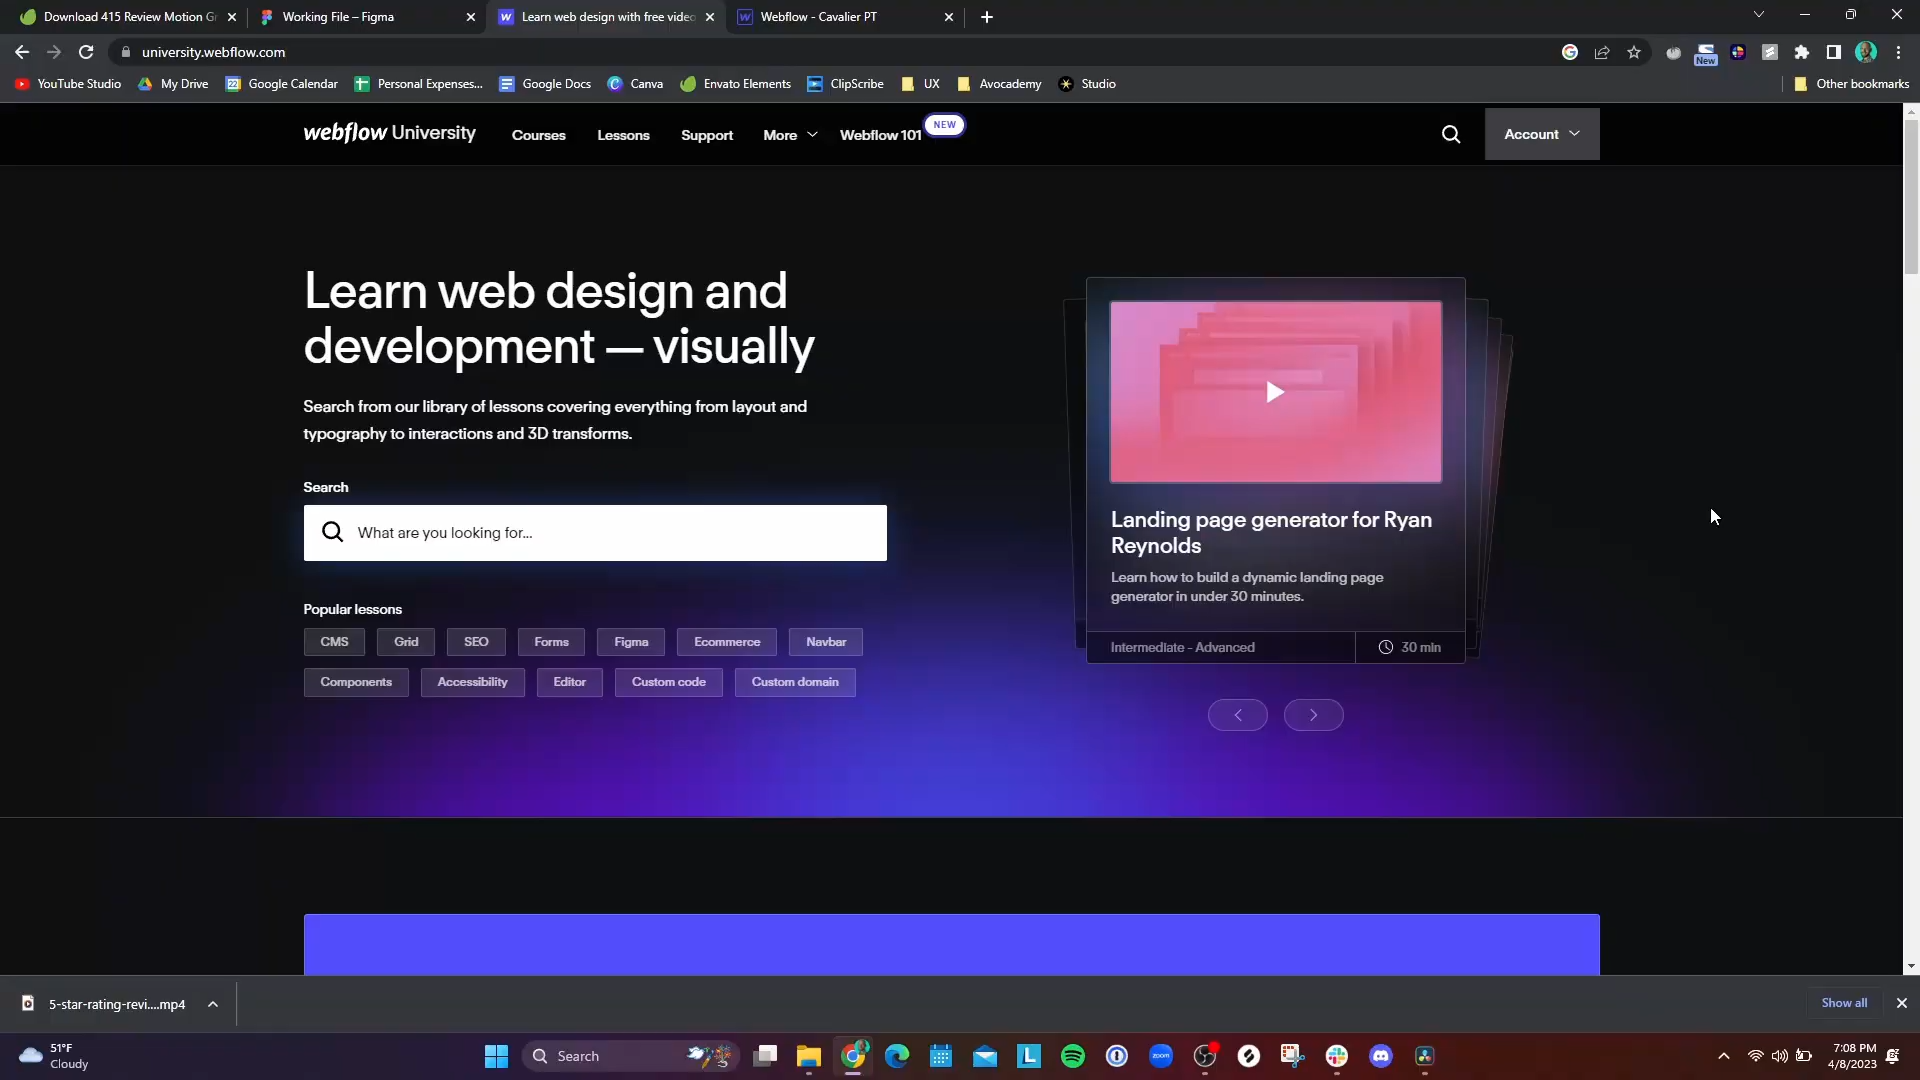 Download 415 Review Motion Gr
Working File – Figma
Learn web design with free video
Webflow - Cavalier PT
university.webflow.com
New
YouTube Studio
My Drive
Google Calendar
Personal Expenses...
Google Docs
Canva
Envato Elements
ClipScribe
UX
Avocademy
Studio
Other bookmarks
webflow University
Courses
Lessons
Support
More
Webflow 101
NEW
Account
Learn web design and
development — visually
Search from our library of lessons covering everything from layout and
typography to interactions and 3D transforms.
Search
What are you looking for...
Popular lessons
CMS
Grid
SEO
Forms
Figma
Ecommerce
Navbar
Components
Accessibility
Editor
Custom code
Custom domain
Landing page generator for Ryan
Reynolds
Learn how to build a dynamic landing page
generator in under 30 minutes.
Intermediate - Advanced
30 min
5-star-rating-revi....mp4
Show all
51°F
Cloudy
Search
L
zoom
7:08 PM
4/8/2023